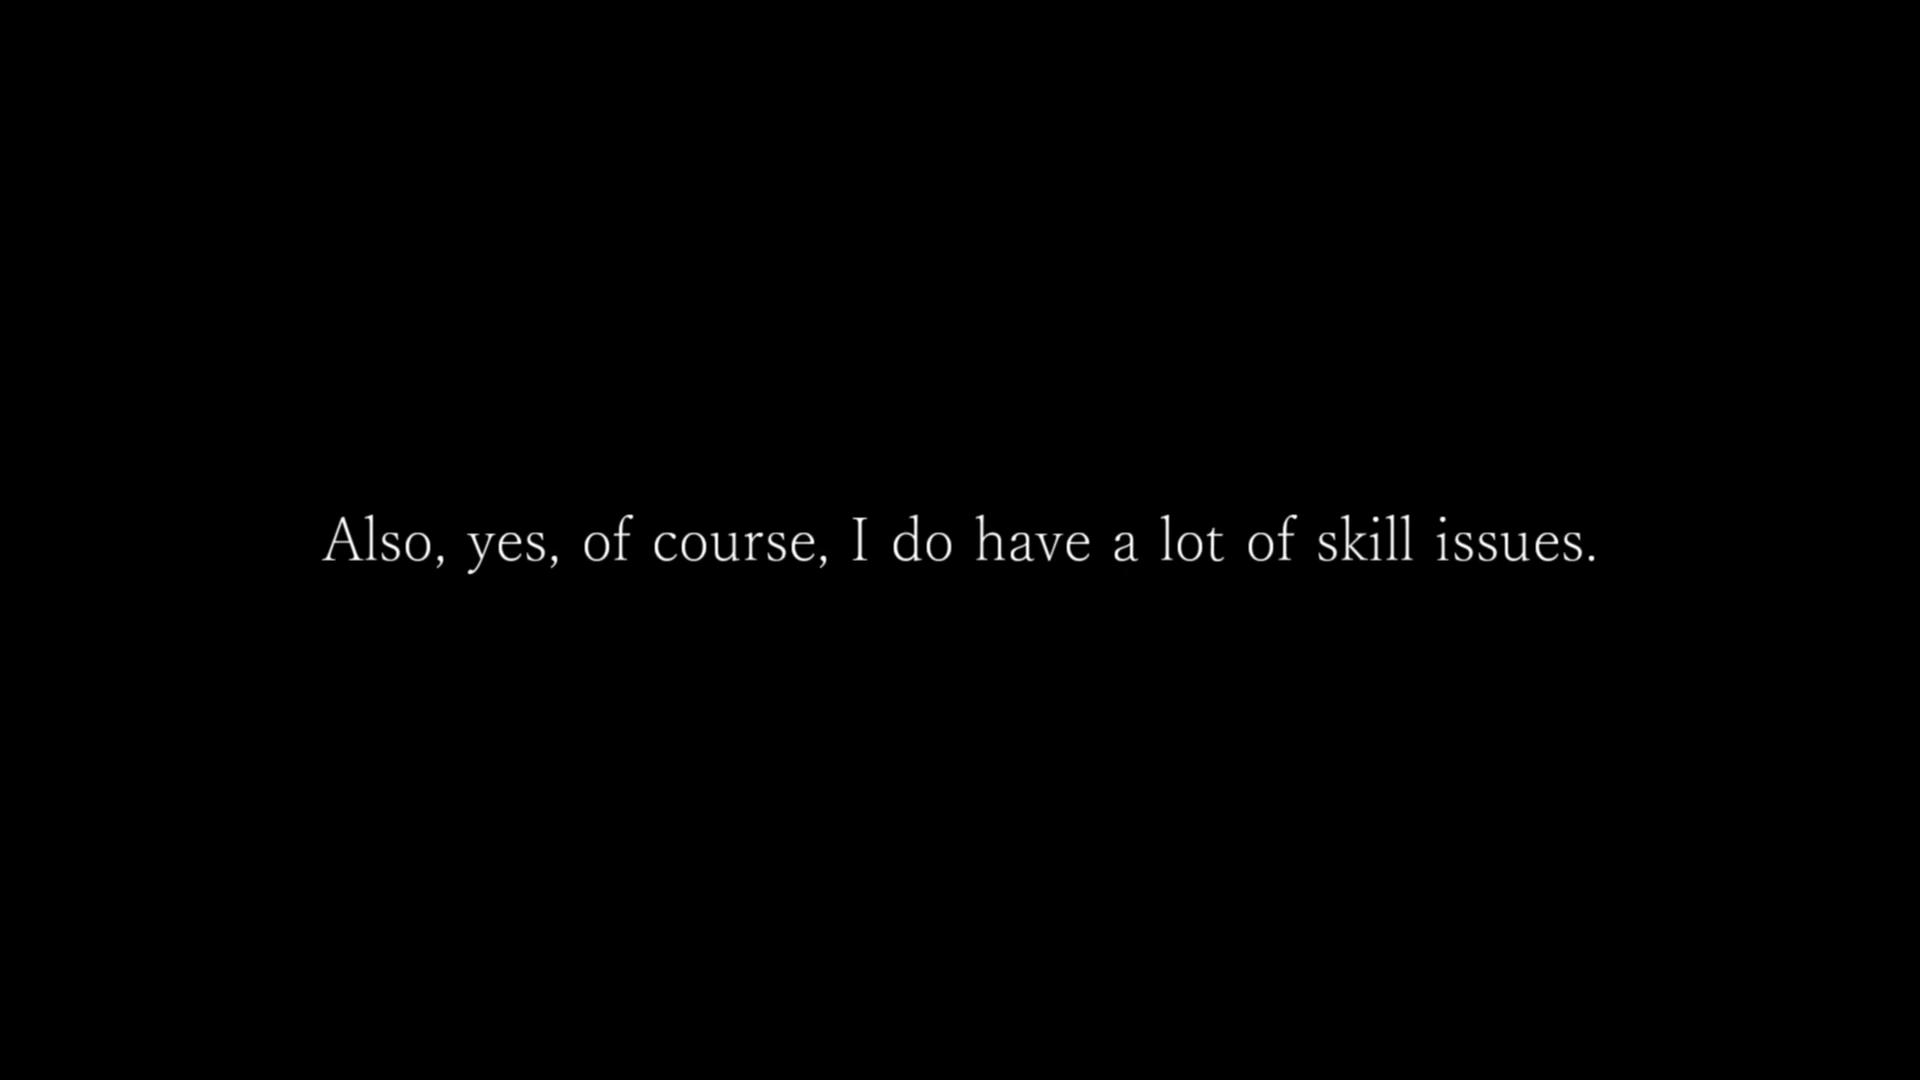 Also, yes, of course, I do have a lot of skill issues.